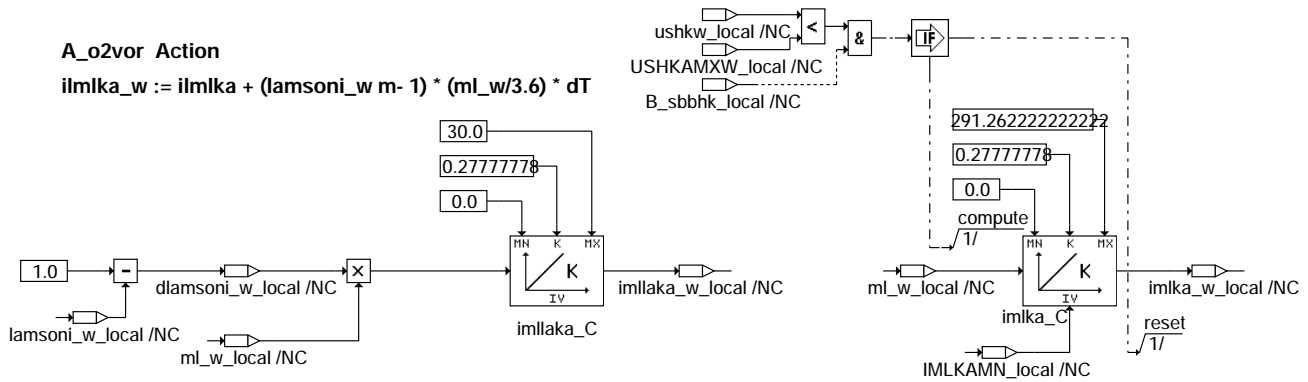 A_o2vor Action
ilmlka_w := ilmlka + (lamsoni_w m- 1) * (ml_w/3.6) * dT
ushkw_local /NC
USHKAMXW_local /NC
B_sbbhk_local /NC
<
&
IF
30.0
0.27777778
0.0
MN K MX
K
IV
1.0
-
dlamsoni_w_local /NC
×
imllaka_w_local /NC
lamsoni_w_local /NC
ml_w_local /NC
imllaka_C
291.262222222222
0.27777778
0.0
compute
1/
MN K MX
K
IV
ml_w_local /NC
imlka_w_local /NC
imlka_C
reset
1/
IMLKAMN_local /NC